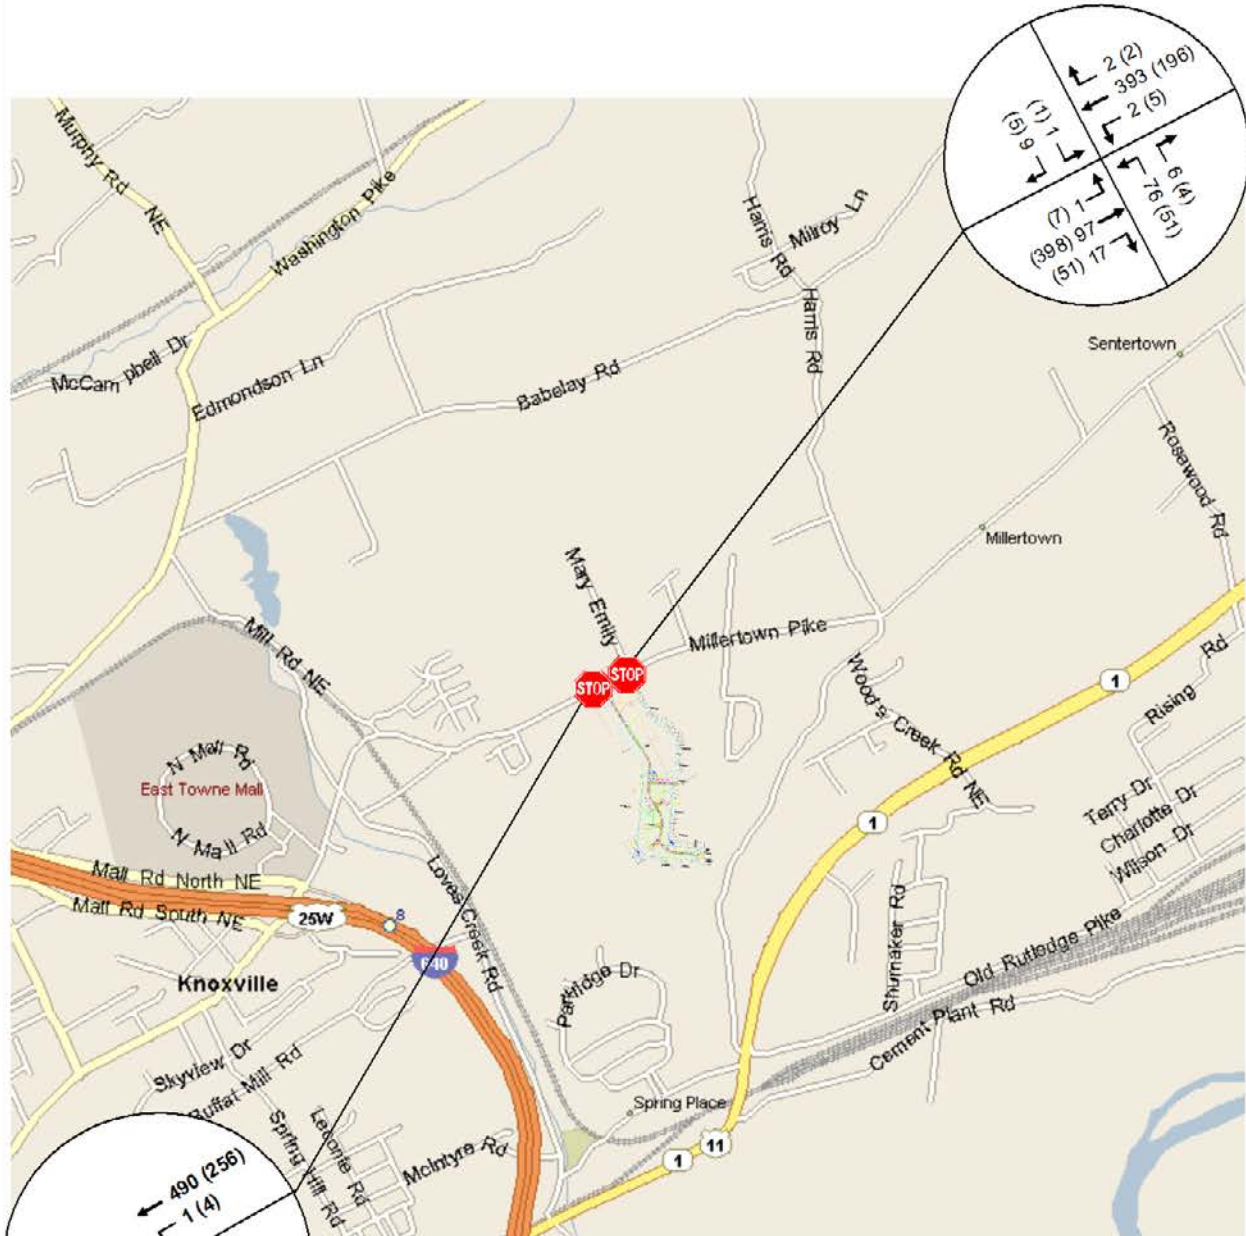 2 (2)
393 (196)
2 (5)
(1) 1
(5) 9
6 (4)
76 (51)
(7) 1
(398) 97
(51) 17
Murphy Rd NE
Washington Pike
Harris Rd
Milroy Ln
Harris Rd
Sentertown
McCampbell Dr
Edmondson Ln
Babelay Rd
Rosewood Rd
Millertown
Mary Emily
Millertown Pike
Mill Rd NE
STOP
STOP
Wood's Creek Rd NE
Rd
Rising
1
N Mall Rd
East Towne Mall
N Mall Rd
1
Terry Dr
Charlotte Dr
Wilson Dr
Mall Rd North NE
Mall Rd South NE
25W
8
640
Loves Creek Rd
Shumaker Rd
Old Rutledge Pike
Cement Plant Rd
Knoxville
Partridge Dr
Skyview Dr
Buffat Mill Rd
Spring Place
Spring Hill Rd
Leconte Rd
McIntyre Rd
1
11
490 (256)
1 (4)